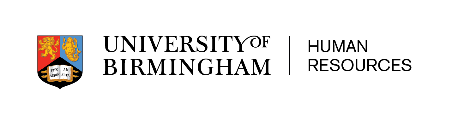 UNIVERSITY OF
BIRMINGHAM
HUMAN
RESOURCES